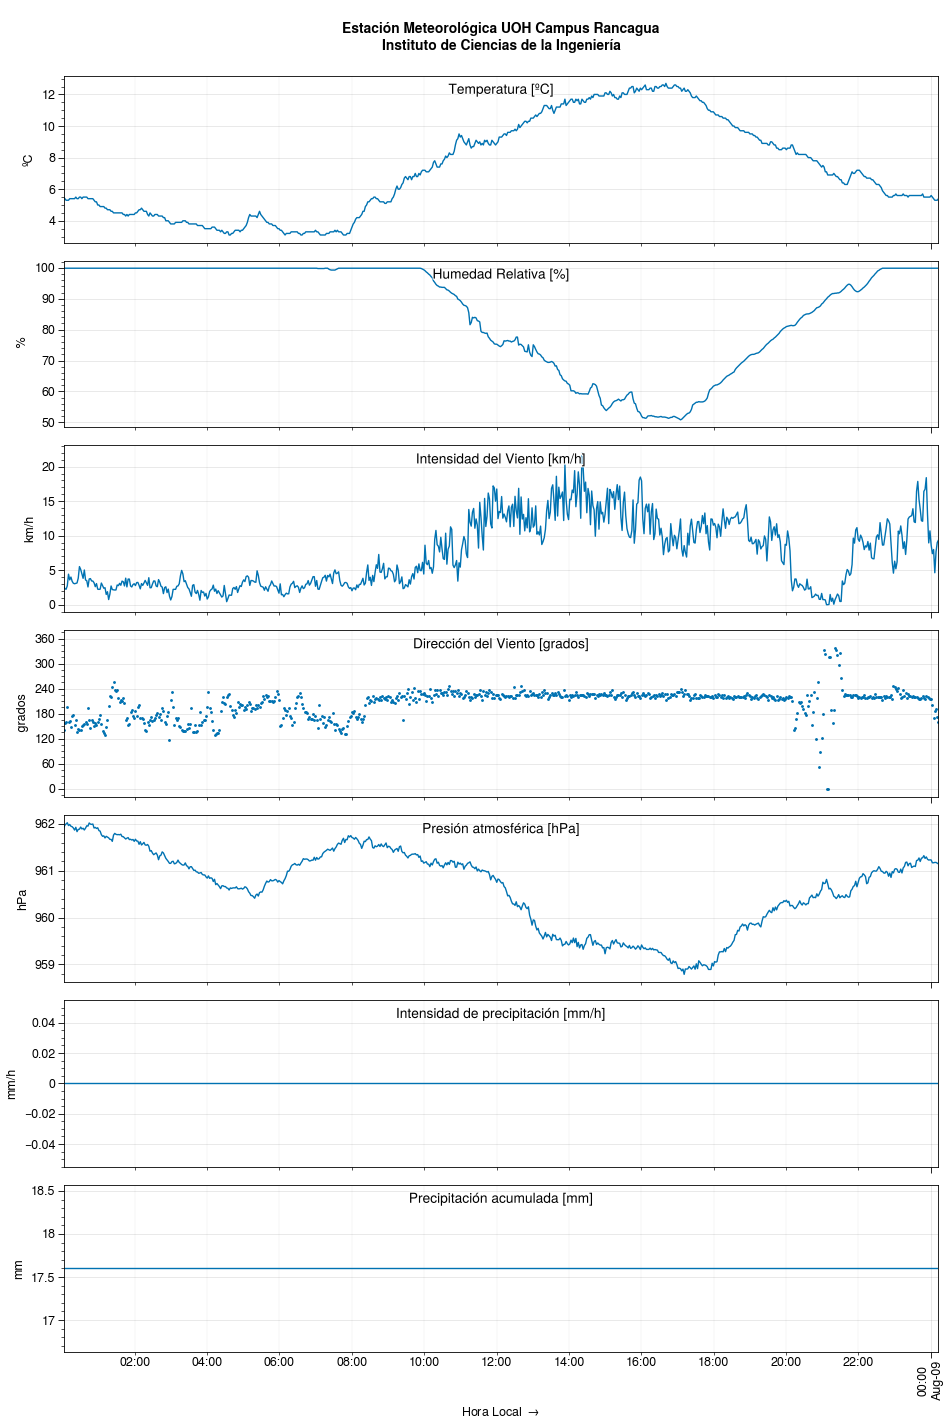 Estación Meteorológica UOH Campus Rancagua
Instituto de Ciencias de la Ingeniería
Temperatura [ºC]
ºC
12
10
8
6
4
Humedad Relativa [%]
%
100
90
80
70
60
50
Intensidad del Viento [km/h]
km/h
20
15
10
5
0
Dirección del Viento [grados]
grados
360
300
240
180
120
60
0
Presión atmosférica [hPa]
hPa
962
961
960
959
Intensidad de precipitación [mm/h]
mm/h
0.04
0.02
0
−0.02
−0.04
Precipitación acumulada [mm]
mm
18.5
18
17.5
17
02:00 04:00 06:00 08:00 10:00 12:00 14:00 16:00 18:00 20:00 22:00 00:00
Aug-09
Hora Local →